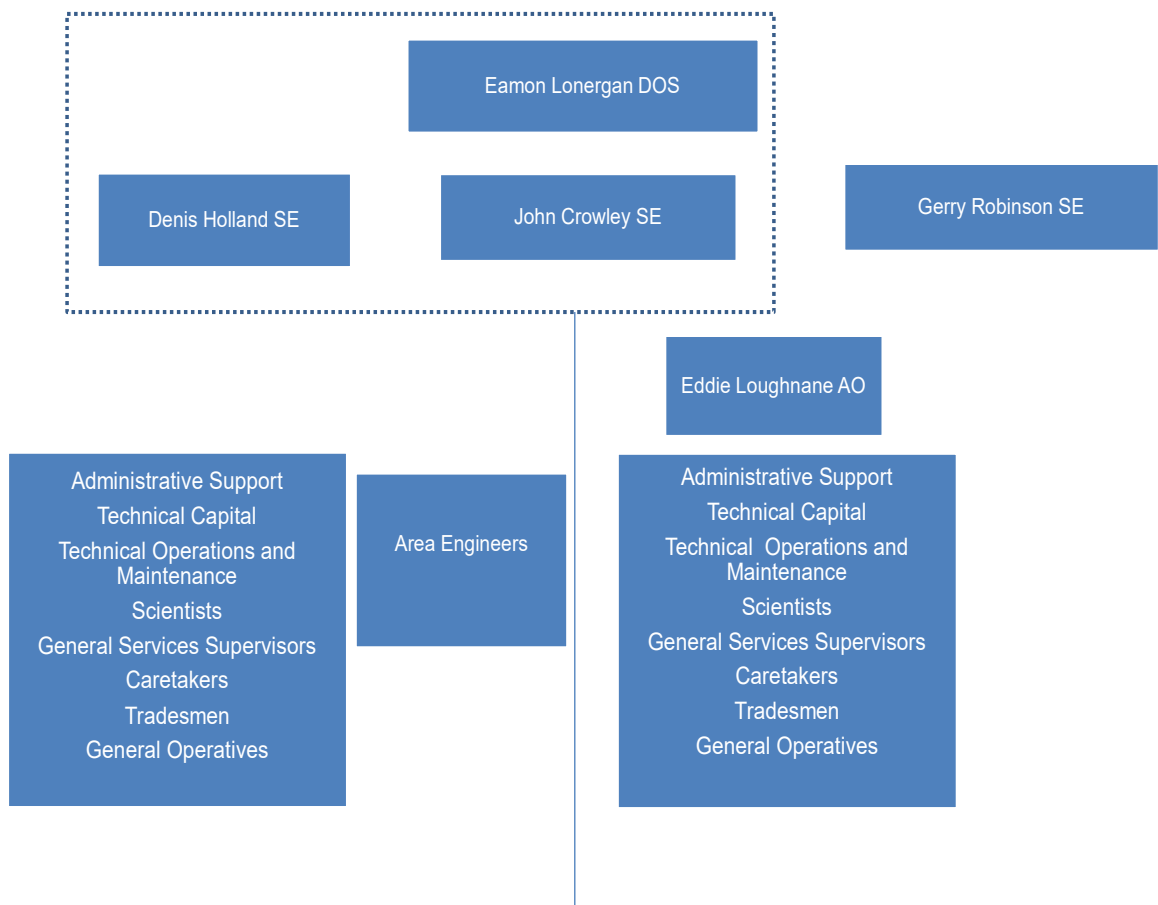 Eamon Lonergan DOS
Denis Holland SE
John Crowley SE
Gerry Robinson SE
Eddie Loughnane AO
Administrative Support
Technical Capital
Technical Operations and
Maintenance
Scientists
General Services Supervisors
Caretakers
Tradesmen
General Operatives
Area Engineers
Administrative Support
Technical Capital
Technical  Operations and
Maintenance
Scientists
General Services Supervisors
Caretakers
Tradesmen
General Operatives